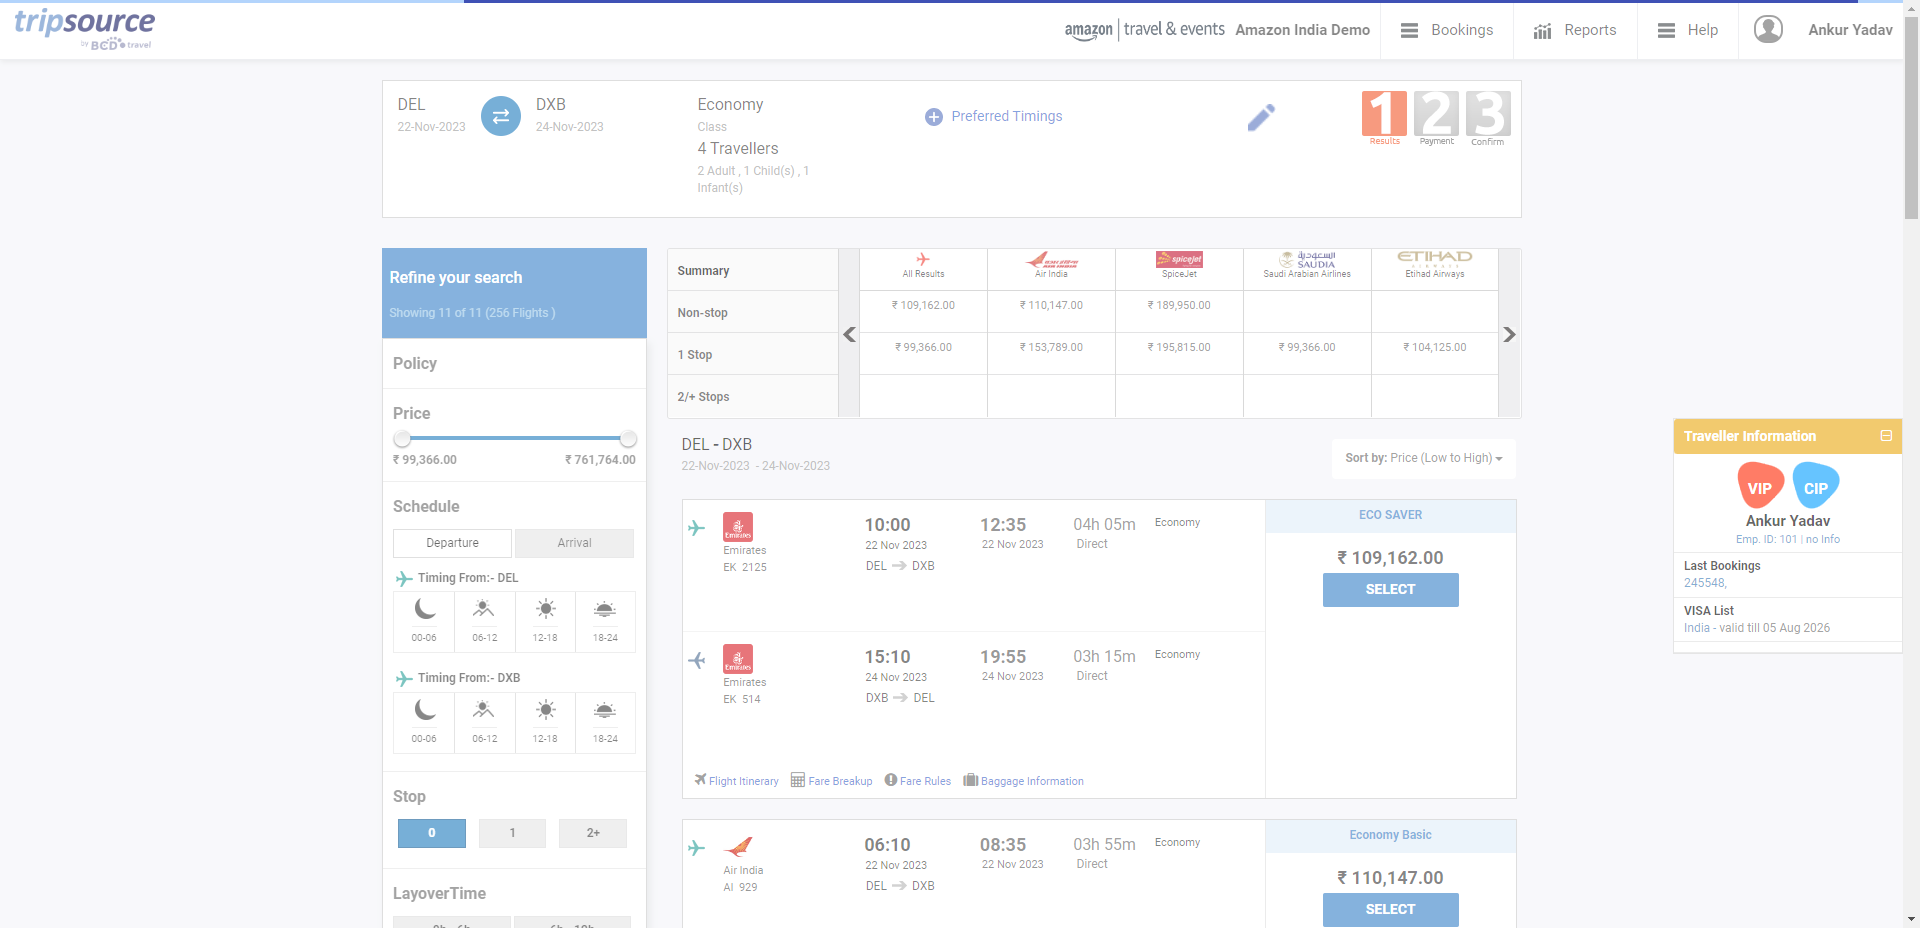 tripsource
by BCD travel
amazon travel & events Amazon India Demo
Bookings
Reports
Help
Ankur Yadav
DEL
22-Nov-2023
DXB
24-Nov-2023
Economy
Class
4 Travellers
2 Adult , 1 Child(s) , 1
Infant(s)
Preferred Timings
1 2 3
Results Payment Confirm
Refine your search
Showing 11 of 11 (256 Flights )
Policy
Price
₹ 99,366.00 ₹ 761,764.00
Schedule
Departure Arrival
Timing From:- DEL
00-06 06-12 12-18 18-24
Timing From:- DXB
00-06 06-12 12-18 18-24
Stop
0 1 2+
LayoverTime
Summary
All Results
Air India
spicejet
SpiceJet
السعودية
SAUDIA
Saudi Arabian Airlines
ETIHAD
AIRWAYS
Etihad Airways
Non-stop ₹ 109,162.00 ₹ 110,147.00 ₹ 189,950.00
1 Stop ₹ 99,366.00 ₹ 153,789.00 ₹ 195,815.00 ₹ 99,366.00 ₹ 104,125.00
2/+ Stops
DEL - DXB
22-Nov-2023 - 24-Nov-2023
Sort by: Price (Low to High)
Emirates
Emirates
EK 2125
10:00
22 Nov 2023
DEL DXB
12:35
22 Nov 2023
04h 05m
Direct
Economy
ECO SAVER
₹ 109,162.00
SELECT
Emirates
Emirates
EK 514
15:10
24 Nov 2023
DXB DEL
19:55
24 Nov 2023
03h 15m
Direct
Economy
Flight Itinerary Fare Breakup Fare Rules Baggage Information
Air India
AI 929
06:10
22 Nov 2023
DEL DXB
08:35
22 Nov 2023
03h 55m
Direct
Economy
Economy Basic
₹ 110,147.00
SELECT
Traveller Information
VIP CIP
Ankur Yadav
Emp. ID: 101 | no Info
Last Bookings
245548,
VISA List
India - valid till 05 Aug 2026